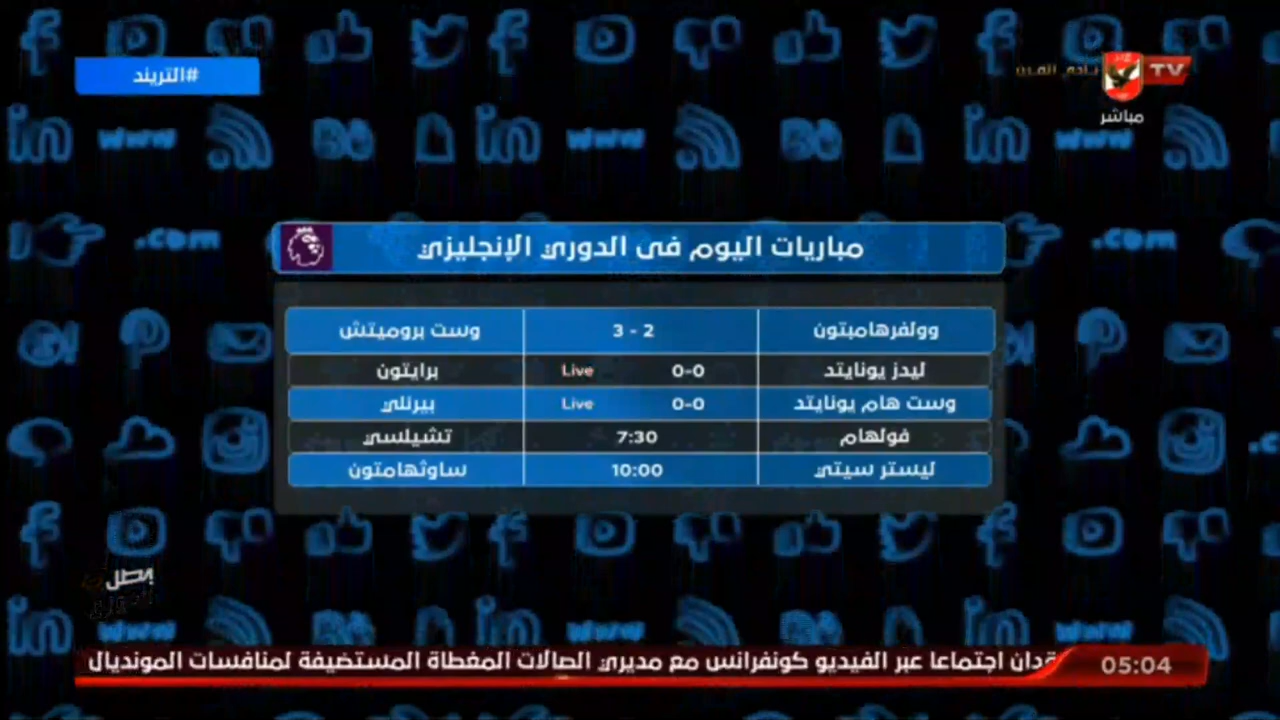 #التريند
نادي القرن
TV
مباشر
مباريات اليوم فى الدوري الإنجليزي
وولفرهامبتون 2 - 3 وست بروميتش
ليدز يونايتد 0-0 Live برايتون
وست هام يونايتد 0-0 Live بيرنلي
فولهام 7:30 تشيلسي
ليستر سيتي 10:00 ساوثهامتون
05:04
اجتماعا عبر الفيديو كونفرانس مع مديري الصالات المغطاة المستضيفة لمنافسات المونديال